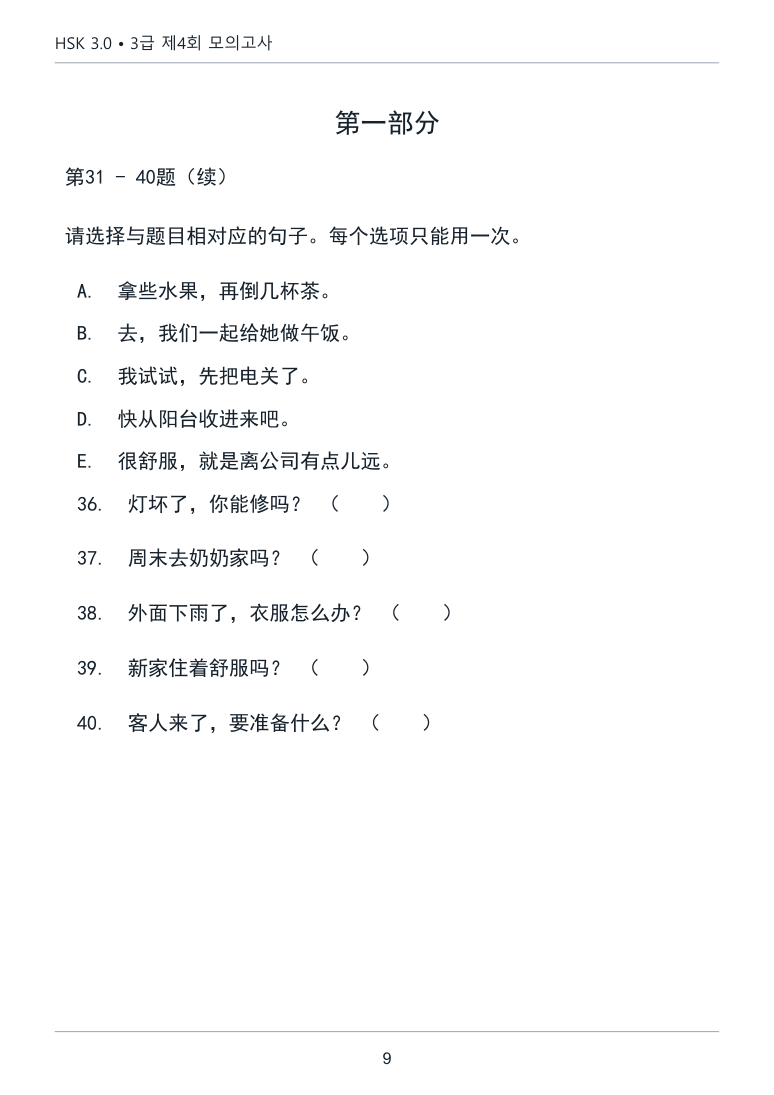 HSK 3.0 • 3급 제4회 모의고사
第一部分
第31 - 40题（续）
请选择与题目相对应的句子。每个选项只能用一次。
A. 拿些水果，再倒几杯茶。
B. 去，我们一起给她做午饭。
C. 我试试，先把电关了。
D. 快从阳台收进来吧。
E. 很舒服，就是离公司有点儿远。
36. 灯坏了，你能修吗？ （　　）
37. 周末去奶奶家吗？ （　　）
38. 外面下雨了，衣服怎么办？ （　　）
39. 新家住着舒服吗？ （　　）
40. 客人来了，要准备什么？ （　　）
9